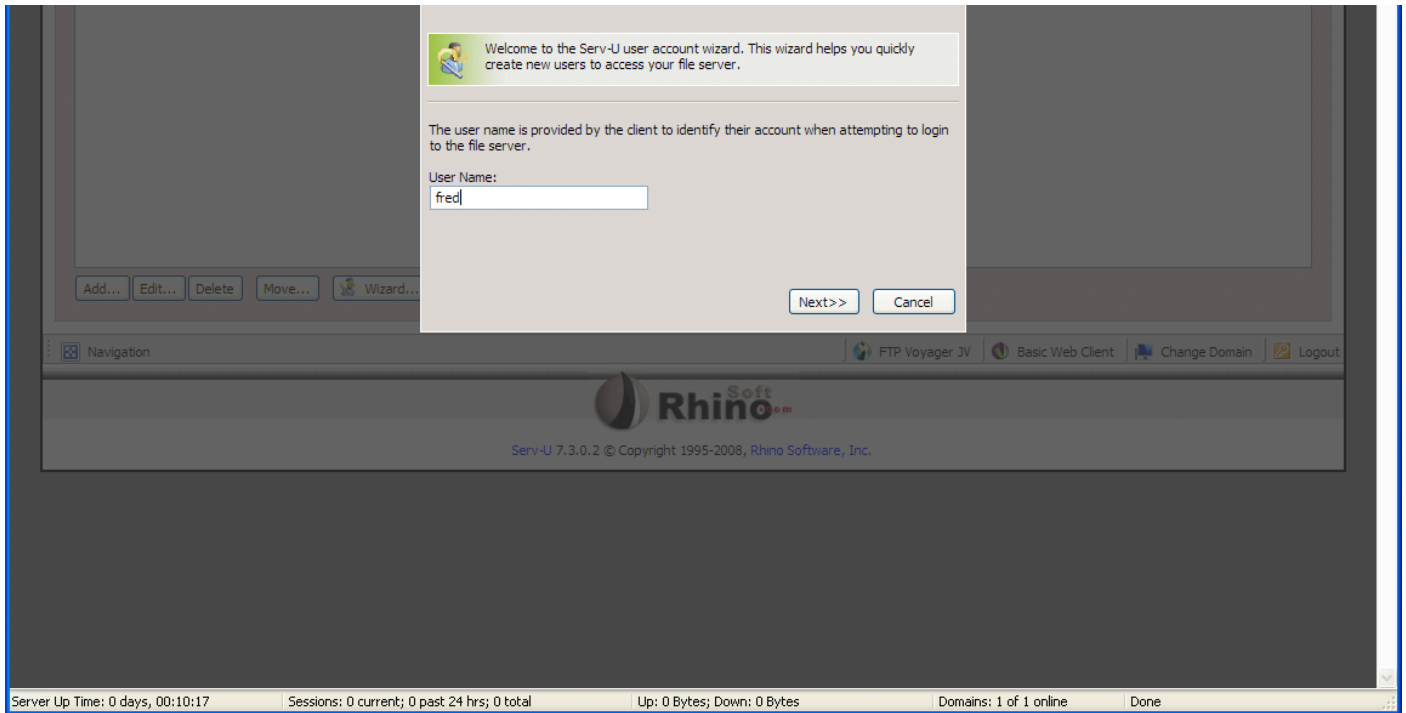 Welcome to the Serv-U user account wizard. This wizard helps you quickly
create new users to access your file server.
The user name is provided by the client to identify their account when attempting to login
to the file server.
User Name:
fred
Add... Edit... Delete Move... Wizard...
Next>> Cancel
Navigation FTP Voyager JV Basic Web Client Change Domain Logout
RhinoSoft.com
Serv-U 7.3.0.2 © Copyright 1995-2008, Rhino Software, Inc.
Server Up Time: 0 days, 00:10:17 Sessions: 0 current; 0 past 24 hrs; 0 total Up: 0 Bytes; Down: 0 Bytes Domains: 1 of 1 online Done